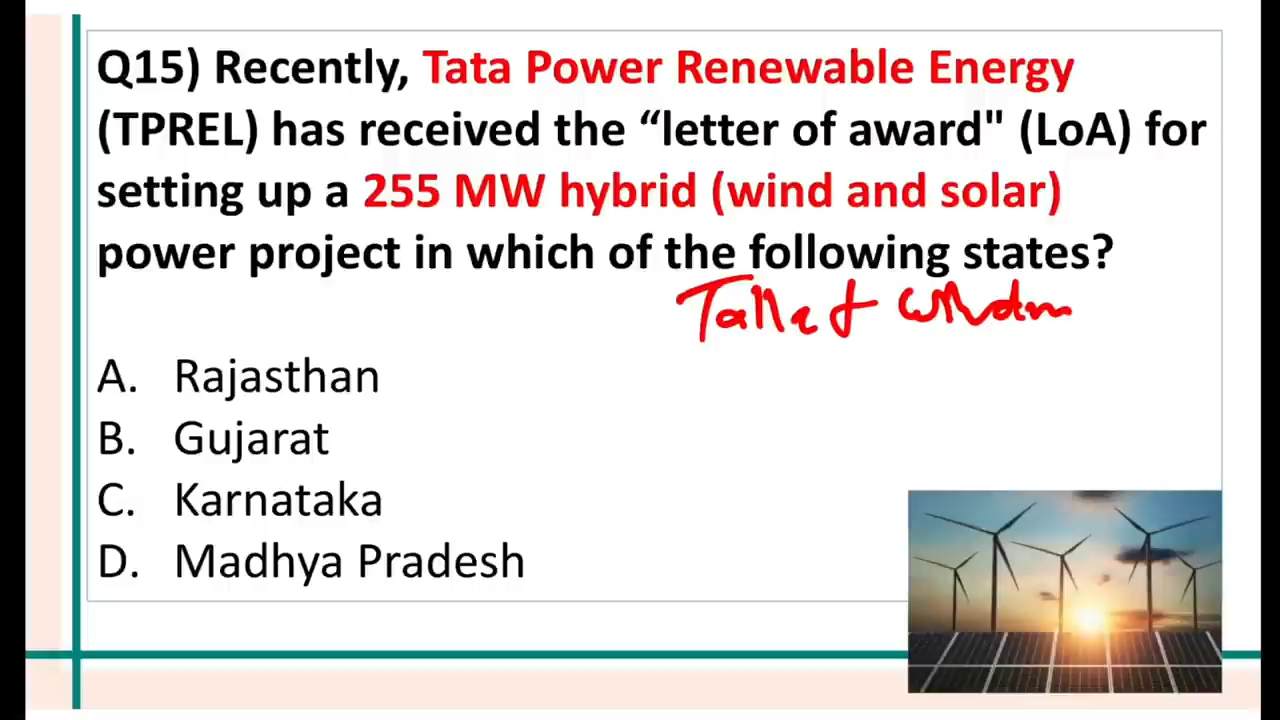 Q15) Recently, Tata Power Renewable Energy
(TPREL) has received the “letter of award" (LoA) for
setting up a 255 MW hybrid (wind and solar)
power project in which of the following states?
A. Rajasthan
B. Gujarat
C. Karnataka
D. Madhya Pradesh